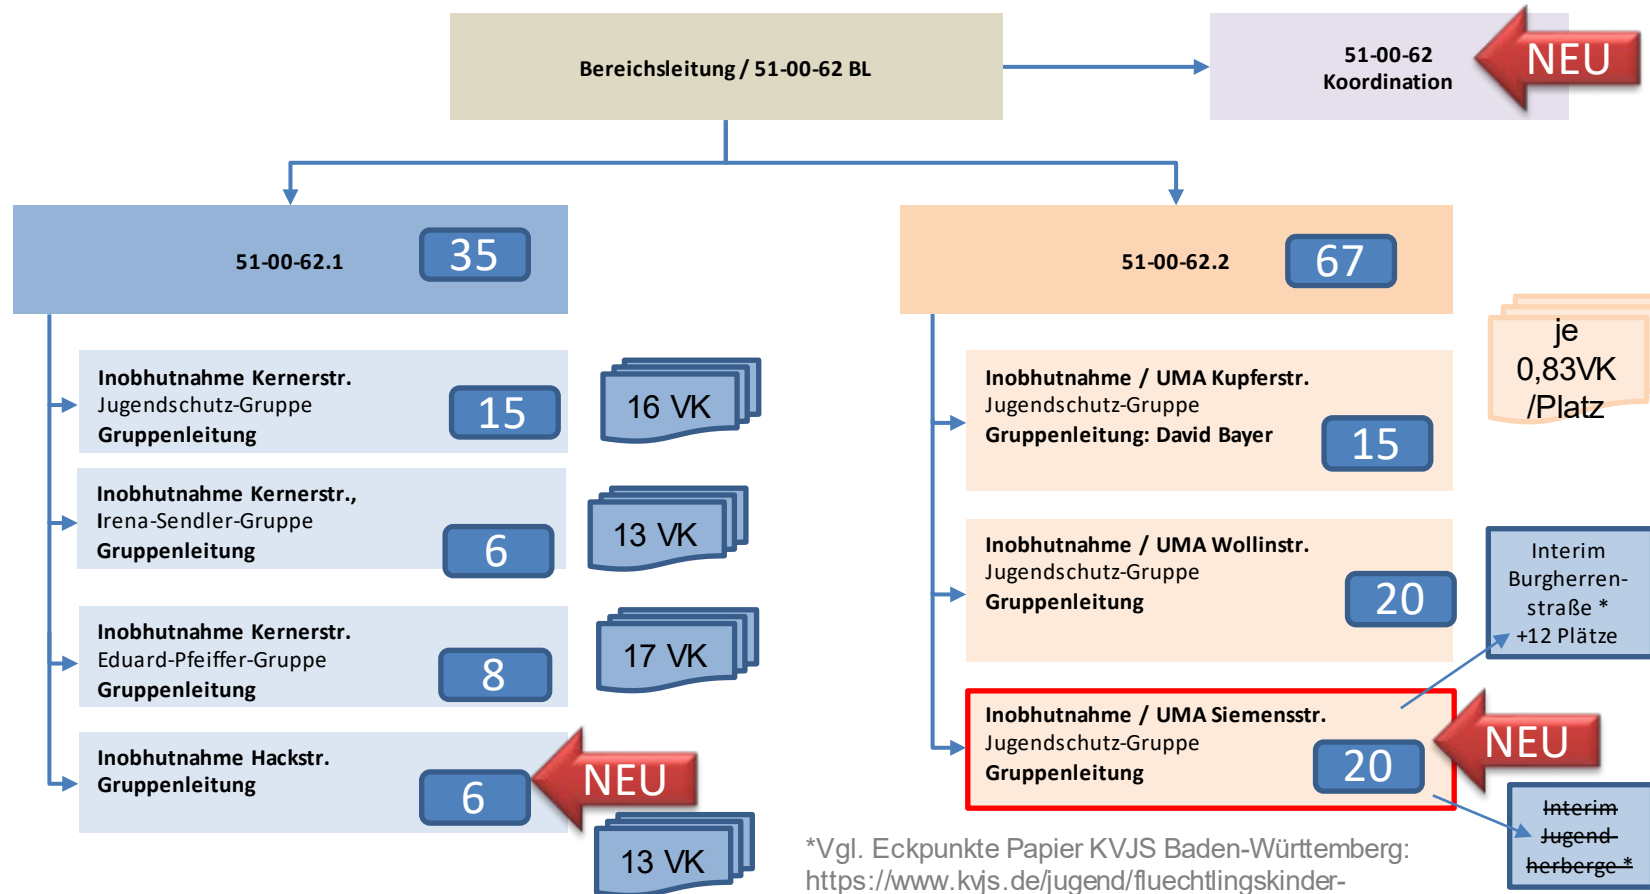 Bereichsleitung / 51-00-62 BL
51-00-62
Koordination
NEU
51-00-62.1
35
51-00-62.2
67
Inobhutnahme Kernerstr.
Jugendschutz-Gruppe
Gruppenleitung
15
16 VK
Inobhutnahme Kernerstr.,
Irena-Sendler-Gruppe
Gruppenleitung
6
13 VK
Inobhutnahme Kernerstr.
Eduard-Pfeiffer-Gruppe
Gruppenleitung
8
17 VK
Inobhutnahme Hackstr.
Gruppenleitung
6
NEU
13 VK
je
0,83VK
/Platz
Inobhutnahme / UMA Kupferstr.
Jugendschutz-Gruppe
Gruppenleitung: David Bayer
15
Inobhutnahme / UMA Wollinstr.
Jugendschutz-Gruppe
Gruppenleitung
20
Interim
Burgherren-
straße *
+12 Plätze
Inobhutnahme / UMA Siemensstr.
Jugendschutz-Gruppe
Gruppenleitung
20
NEU
Interim
Jugend
herberge *
*Vgl. Eckpunkte Papier KVJS Baden-Württemberg:
https://www.kvjs.de/jugend/fluechtlingskinder-